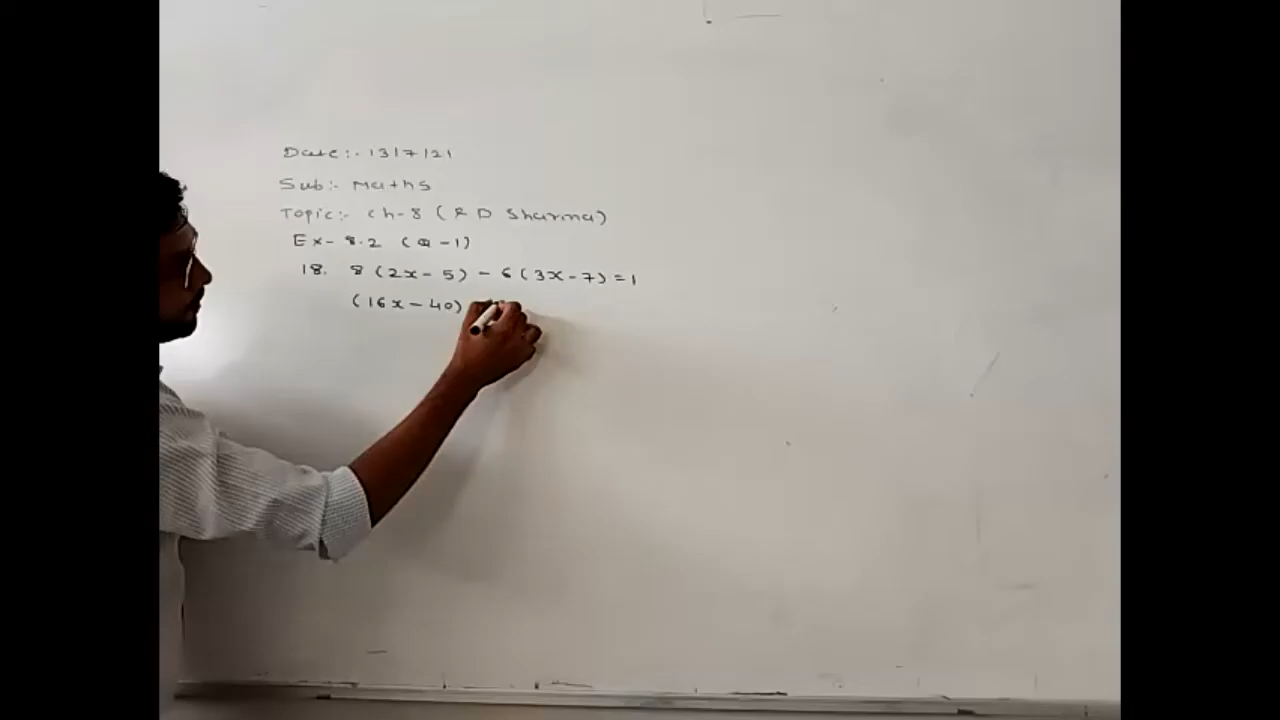 Date:- 13/7/21
Sub:- Maths
Topic:- Ch-8 (R D Sharma)
Ex- 8.2 (Q-1)
18. 8(2x-5) - 6(3x-7)=1
(16x-40)